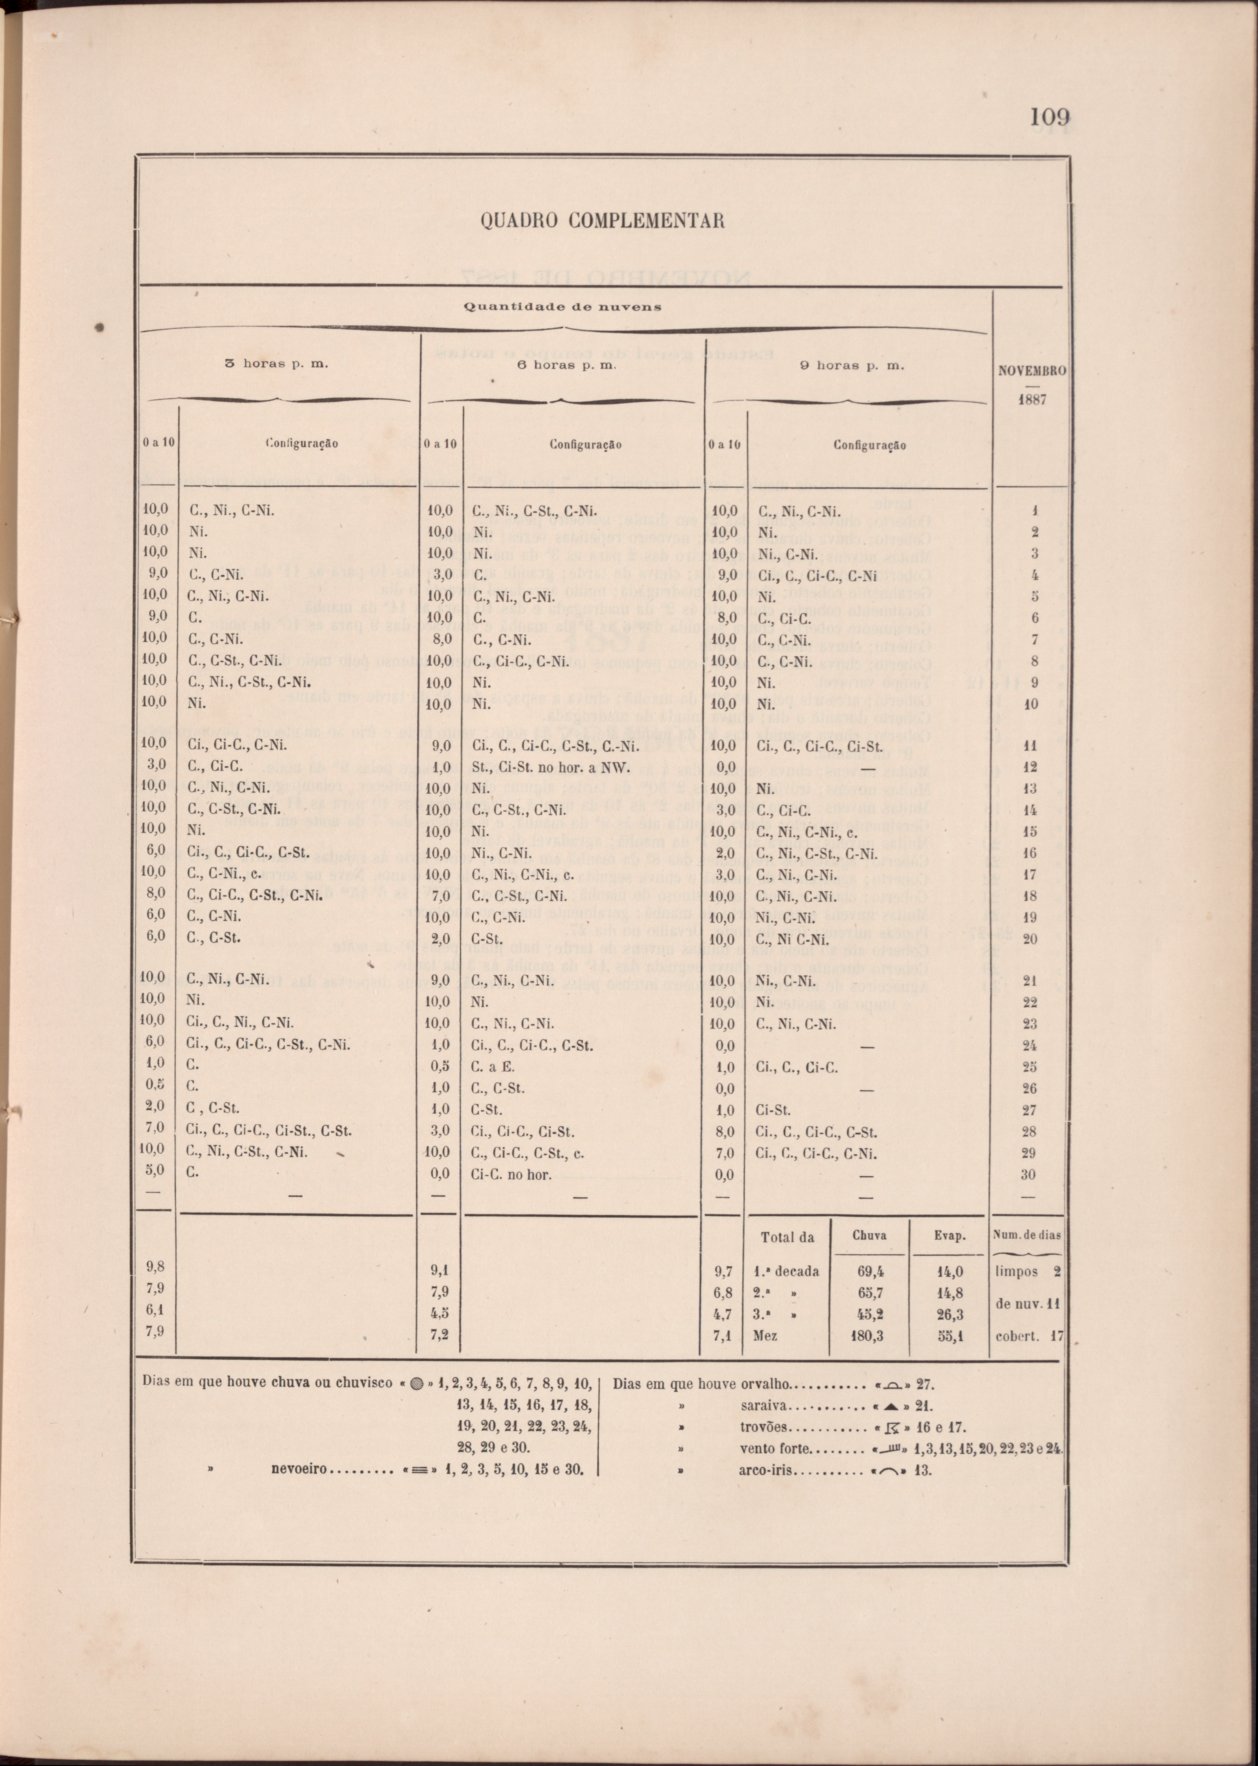 109
QUADRO COMPLEMENTAR
Quantidade de nuvens
3 horas p. m. 6 horas p. m. 9 horas p. m. NOVEMBRO
—
1887
0 a 10 Configuração 0 a 10 Configuração 0 a 10 Configuração
10,0 C., Ni., C-Ni. 10,0 C., Ni., C-St., C-Ni. 10,0 C., Ni., C-Ni. 1
10,0 Ni. 10,0 Ni. 10,0 Ni. 2
10,0 Ni. 10,0 Ni. 10,0 Ni., C-Ni. 3
9,0 C., C-Ni. 3,0 C. 9,0 Ci., C., Ci-C., C-Ni 4
10,0 C., Ni., C-Ni. 10,0 C., Ni., C-Ni. 10,0 Ni. 5
9,0 C. 10,0 C. 8,0 C., Ci-C. 6
10,0 C., C-Ni. 8,0 C., C-Ni. 10,0 C., C-Ni. 7
10,0 C., C-St., C-Ni. 10,0 C., Ci-C., C-Ni. 10,0 C., C-Ni. 8
10,0 C., Ni., C-St., C-Ni. 10,0 Ni. 10,0 Ni. 9
10,0 Ni. 10,0 Ni. 10,0 Ni. 10
10,0 Ci., Ci-C., C-Ni. 9,0 Ci., C., Ci-C., C-St., C.-Ni. 10,0 Ci., C., Ci-C., Ci-St. 11
3,0 C., Ci-C. 1,0 St., Ci-St. no hor. a NW. 0,0 — 12
10,0 C., Ni., C-Ni. 10,0 Ni. 10,0 Ni. 13
10,0 C., C-St., C-Ni. 10,0 C., C-St., C-Ni. 3,0 C., Ci-C. 14
10,0 Ni. 10,0 Ni. 10,0 C., Ni., C-Ni., c. 15
6,0 Ci., C., Ci-C., C-St. 10,0 Ni., C-Ni. 2,0 C., Ni., C-St., C-Ni. 16
10,0 C., C-Ni., c. 10,0 C., Ni., C-Ni., c. 3,0 C., Ni., C-Ni. 17
8,0 C., Ci-C., C-St., C-Ni. 7,0 C., C-St., C-Ni. 10,0 C., Ni., C-Ni. 18
6,0 C., C-Ni. 10,0 C., C-Ni. 10,0 Ni., C-Ni. 19
6,0 C., C-St. 2,0 C-St. 10,0 C., Ni C-Ni. 20
10,0 C., Ni., C-Ni. 9,0 C., Ni., C-Ni. 10,0 Ni., C-Ni. 21
10,0 Ni. 10,0 Ni. 10,0 Ni. 22
10,0 Ci., C., Ni., C-Ni. 10,0 C., Ni., C-Ni. 10,0 C., Ni., C-Ni. 23
6,0 Ci., C., Ci-C., C-St., C-Ni. 1,0 Ci., C., Ci-C., C-St. 0,0 — 24
1,0 C. 0,5 C. a E. 1,0 Ci., C., Ci-C. 25
0,5 C. 1,0 C., C-St. 0,0 — 26
2,0 C , C-St. 1,0 C-St. 1,0 Ci-St. 27
7,0 Ci., C., Ci-C., Ci-St., C-St. 3,0 Ci., Ci-C., Ci-St. 8,0 Ci., C., Ci-C., C-St. 28
10,0 C., Ni., C-St., C-Ni. 10,0 C., Ci-C., C-St., c. 7,0 Ci., C., Ci-C., C-Ni. 29
5,0 C. 0,0 Ci-C. no hor. 0,0 — 30
— — — — — — —
Total da Chuva Evap. Num. de dias
9,8 9,1 9,7 1.ª decada 69,4 14,0 limpos 2
7,9 7,9 6,8 2.ª » 65,7 14,8
de nuv. 11
6,1 4,5 4,7 3.ª » 45,2 26,3
7,9 7,2 7,1 Mez 180,3 55,1 cobert. 17
Dias em que houve chuva ou chuvisco « » 1, 2, 3, 4, 5, 6, 7, 8, 9, 10,
13, 14, 15, 16, 17, 18,
19, 20, 21, 22, 23, 24,
28, 29 e 30.
» nevoeiro......... «≡» 1, 2, 3, 5, 10, 15 e 30.
Dias em que houve orvalho........... « » 27.
» saraiva.......... «▲» 21.
» trovões........... « » 16 e 17.
» vento forte........ « » 1, 3, 13, 15, 20, 22, 23 e 24.
» arco-iris.......... « » 13.